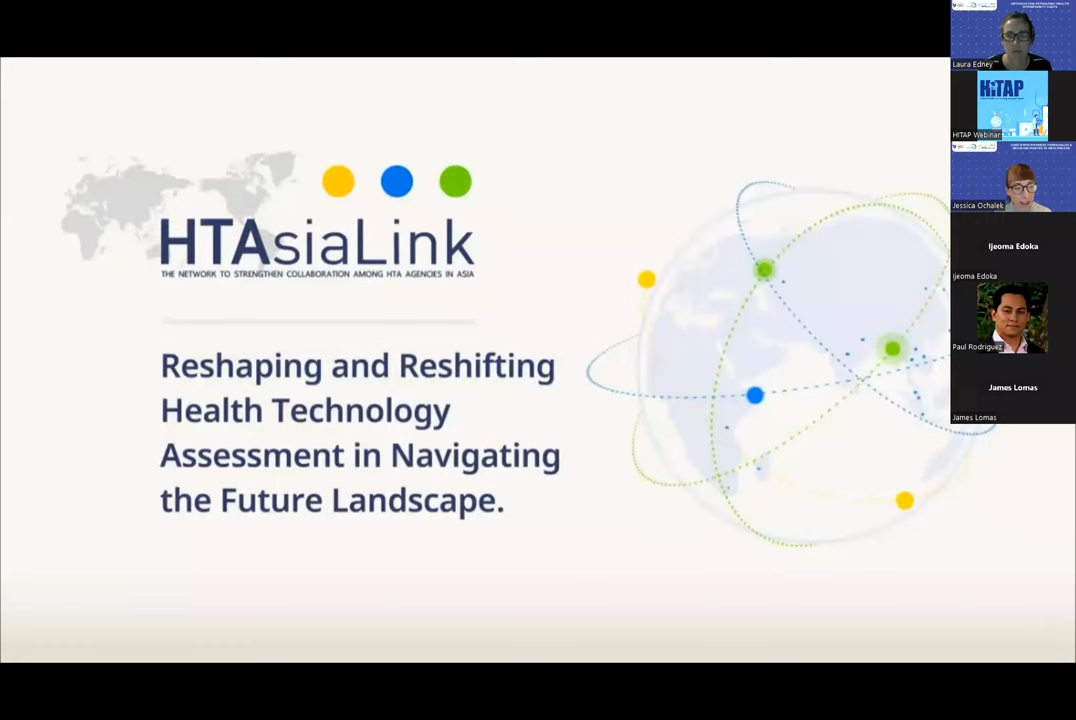 HTAsiaLink
THE NETWORK TO STRENGTHEN COLLABORATION AMONG HTA AGENCIES IN ASIA
Reshaping and Reshifting
Health Technology
Assessment in Navigating
the Future Landscape.
Laura Edney
HiTAP
HITAP Webinar
Jessica Ochalek
Ijeoma Edoka
Ijeoma Edoka
Paul Rodriguez
James Lomas
James Lomas